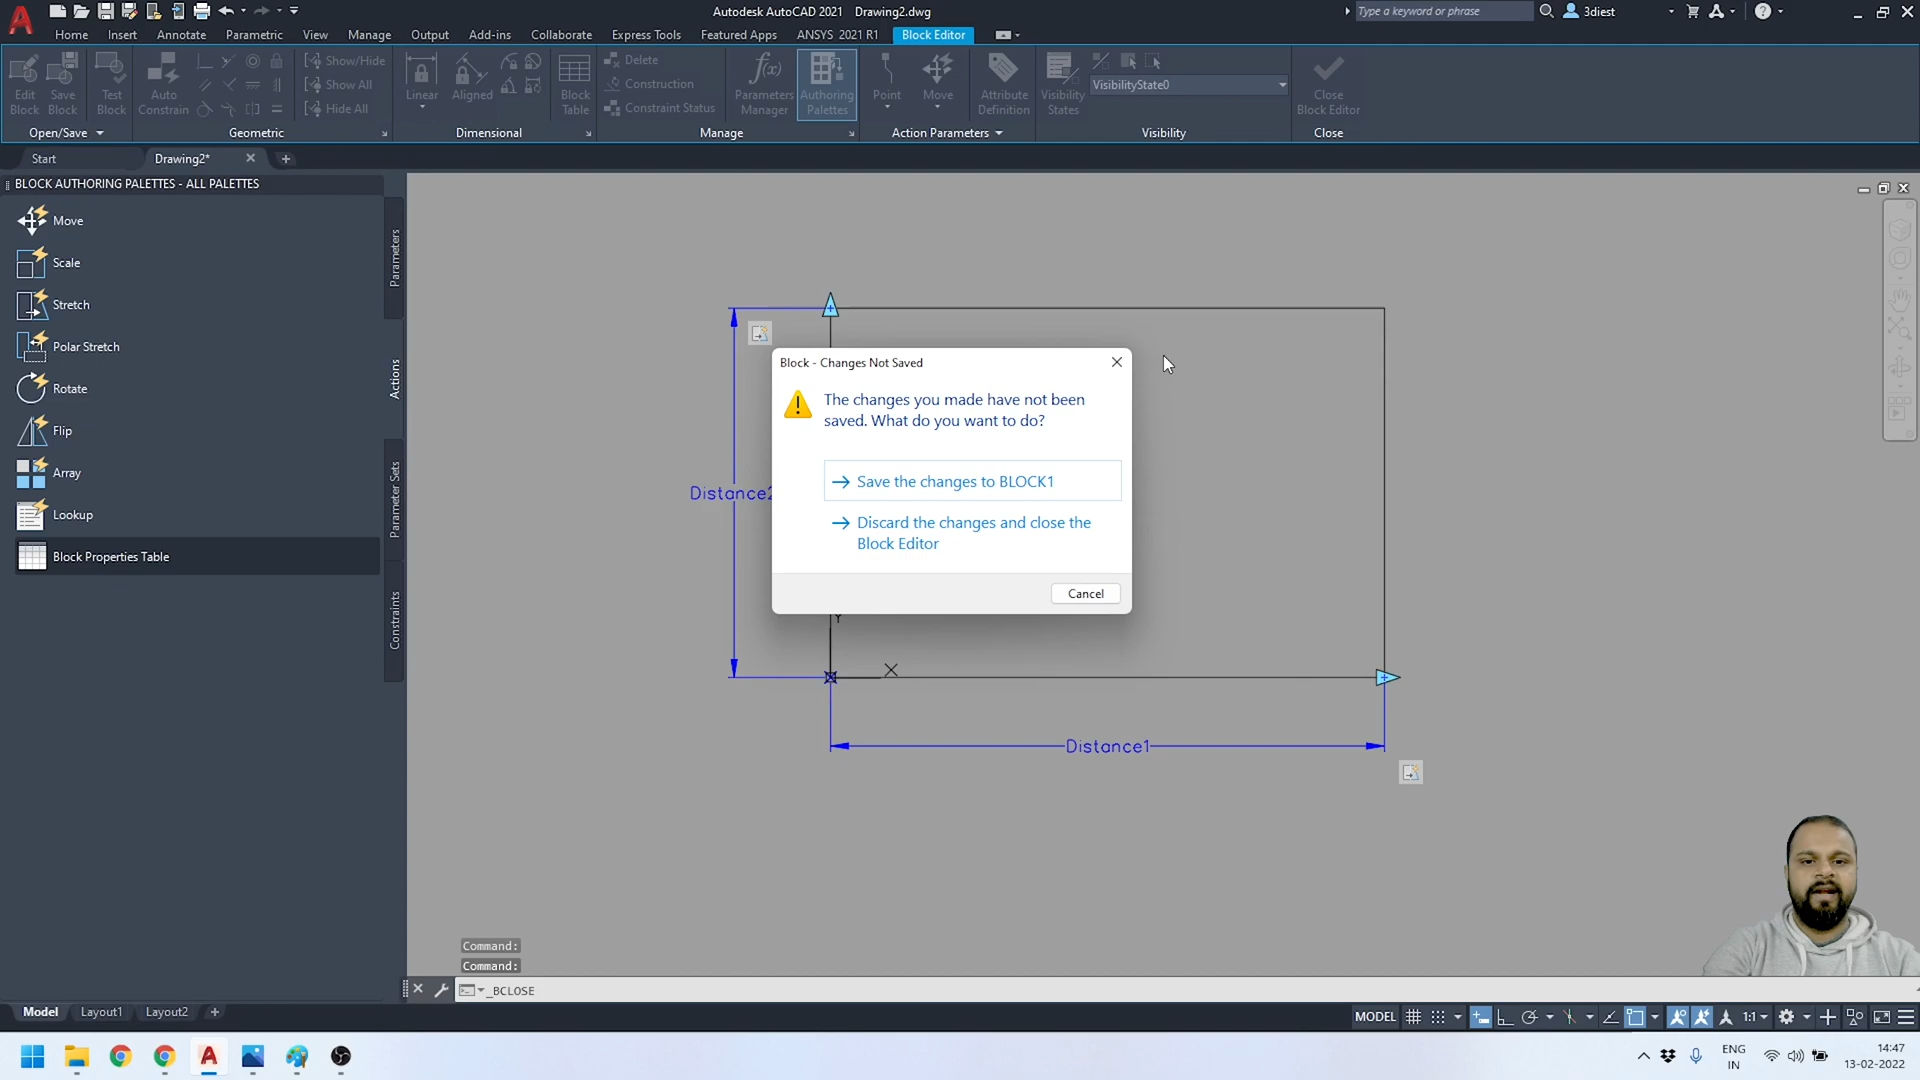 Autodesk AutoCAD 2021 Drawing2.dwg
Type a keyword or phrase
3diest
Home Insert Annotate Parametric View Manage Output Add-ins Collaborate Express Tools Featured Apps ANSYS 2021 R1 Block Editor
Edit Block
Save Block
Test Block
Auto Constrain
Show/Hide
Show All
Hide All
Linear
Aligned
Block Table
Delete
Construction
Constraint Status
Parameters Manager
Authoring Palettes
Point
Move
Attribute Definition
Visibility States
VisibilityState0
Close Block Editor
Open/Save Geometric Dimensional Manage Action Parameters Visibility Close
Start Drawing2*
BLOCK AUTHORING PALETTES - ALL PALETTES
Move
Scale
Stretch
Polar Stretch
Rotate
Flip
Array
Lookup
Block Properties Table
Parameters
Actions
Parameter Sets
Constraints
Block - Changes Not Saved
The changes you made have not been
saved. What do you want to do?
Save the changes to BLOCK1
Discard the changes and close the
Block Editor
Cancel
Distance2
Y
X
Distance1
Command:
Command:
_BCLOSE
Model Layout1 Layout2
MODEL 1:1
ENG
IN
14:47
13-02-2022